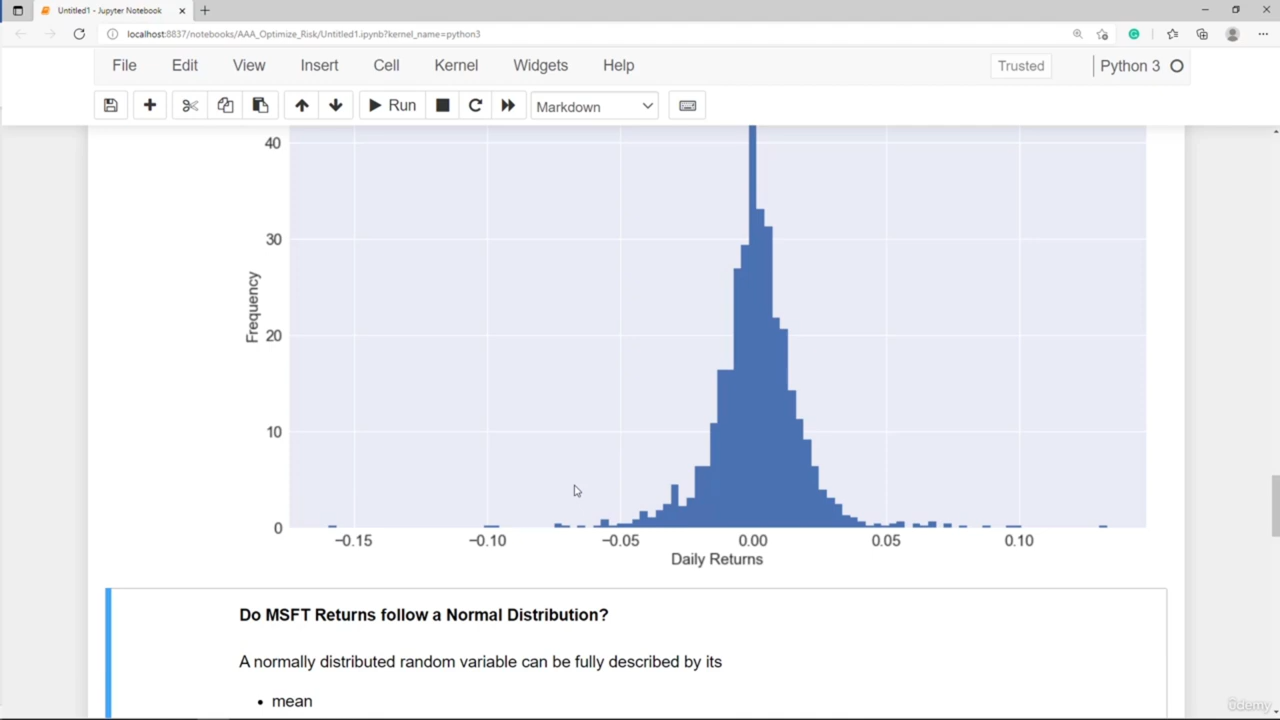 Untitled1 - Jupyter Notebook
localhost:8837/notebooks/AAA_Optimize_Risk/Untitled1.ipynb?kernel_name=python3
File Edit View Insert Cell Kernel Widgets Help Trusted Python 3
Run Markdown
40
30
20
10
0
Frequency
−0.15 −0.10 −0.05 0.00 0.05 0.10
Daily Returns
Do MSFT Returns follow a Normal Distribution?
A normally distributed random variable can be fully described by its
• mean
ûdemy